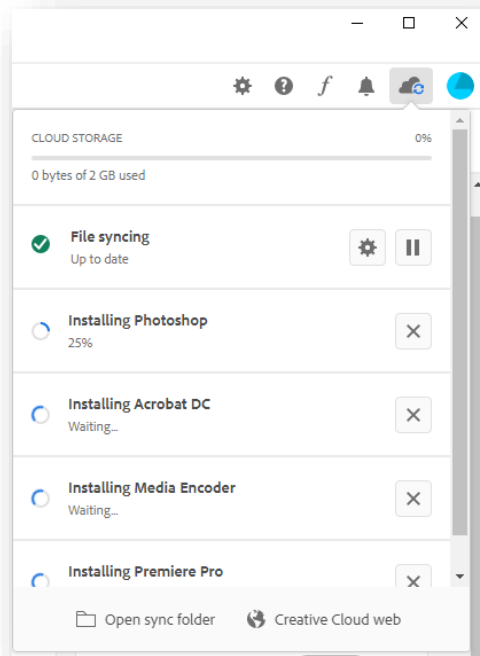 CLOUD STORAGE 0%
0 bytes of 2 GB used
File syncing
Up to date
Installing Photoshop
25%
Installing Acrobat DC
Waiting...
Installing Media Encoder
Waiting...
Installing Premiere Pro
Open sync folder Creative Cloud web